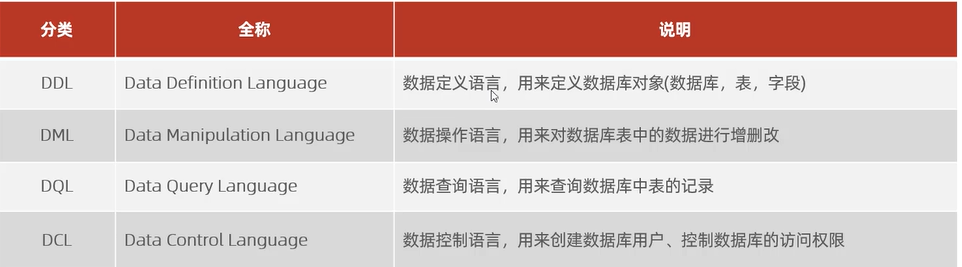 分类 全称 说明
DDL Data Definition Language 数据定义语言，用来定义数据库对象(数据库，表，字段)
DML Data Manipulation Language 数据操作语言，用来对数据库表中的数据进行增删改
DQL Data Query Language 数据查询语言，用来查询数据库中表的记录
DCL Data Control Language 数据控制语言，用来创建数据库用户、控制数据库的访问权限